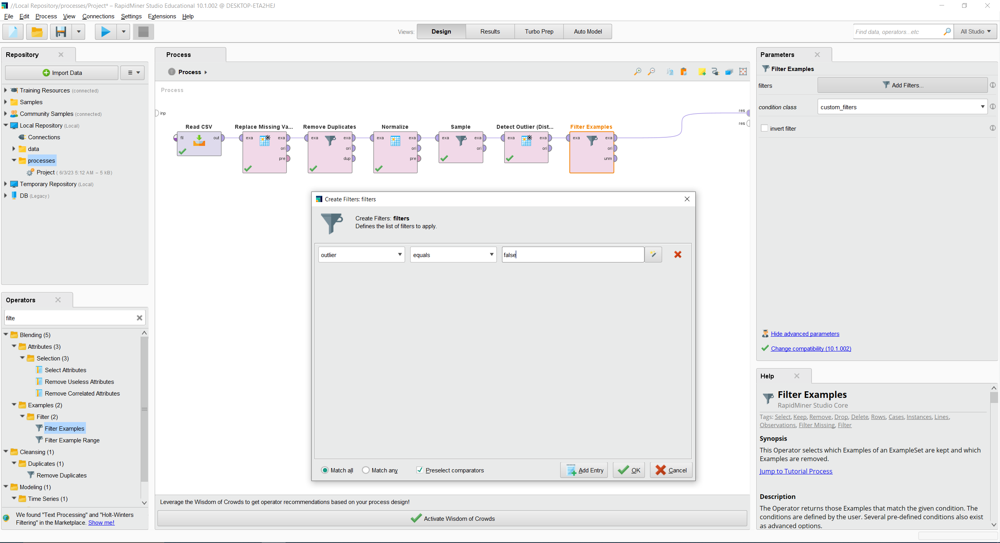 //Local Repository/processes/Project* – RapidMiner Studio Educational 10.1.002 @ DESKTOP-ETA2HEJ
File Edit Process View Connections Settings Extensions Help
Views: Design Results Turbo Prep Auto Model
Find data, operators...etc All Studio
Repository
Import Data
Training Resources (connected)
Samples
Community Samples (connected)
Local Repository (Local)
Connections
data
processes
Project ( 6/3/23 5:12 AM – 5 kB)
Temporary Repository (Local)
DB (Legacy)
Operators
filte
Blending (5)
Attributes (3)
Selection (3)
Select Attributes
Remove Useless Attributes
Remove Correlated Attributes
Examples (2)
Filter (2)
Filter Examples
Filter Example Range
Cleansing (1)
Duplicates (1)
Remove Duplicates
Modeling (1)
Time Series (1)
We found "Text Processing" and "Holt-Winters
Filtering" in the Marketplace. Show me!
Process
Process
Process
inp
res
res
Read CSV
fil out
Replace Missing Va...
exa exa
ori
pre
Remove Duplicates
exa exa
ori
dup
Normalize
exa exa
ori
pre
Sample
exa exa
ori
Detect Outlier (Dist...
exa exa
ori
Filter Examples
exa exa
ori
unm
Create Filters: filters
Create Filters: filters
Defines the list of filters to apply.
outlier equals false
Match all Match any Preselect comparators Add Entry OK Cancel
Leverage the Wisdom of Crowds to get operator recommendations based on your process design!
Activate Wisdom of Crowds
Parameters
Filter Examples
filters Add Filters...
condition class custom_filters
invert filter
Hide advanced parameters
Change compatibility (10.1.002)
Help
Filter Examples
RapidMiner Studio Core
Tags: Select, Keep, Remove, Drop, Delete, Rows, Cases, Instances, Lines,
Observations, Filter Missing, Filter
Synopsis
This Operator selects which Examples of an ExampleSet are kept and which
Examples are removed.
Jump to Tutorial Process
Description
The Operator returns those Examples that match the given condition. The
conditions are defined by the user. Several pre-defined conditions also exist
as advanced options.